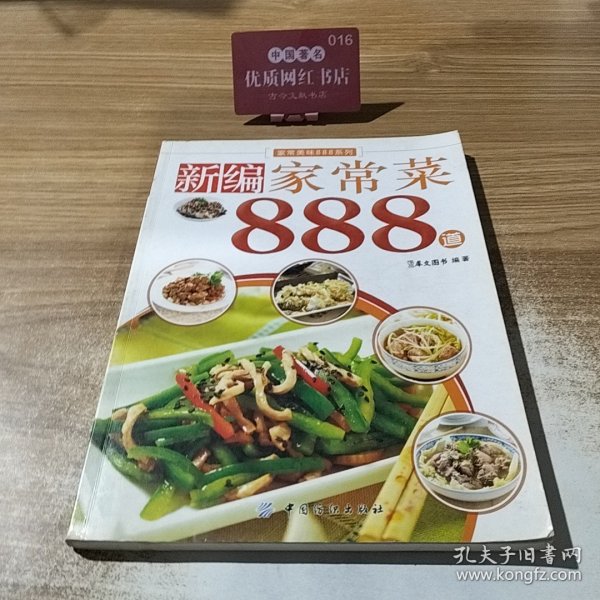 016
中国著名
优质网红书店
古今文献书店
家常美味888系列
新编家常菜
888道
犀文图书 编著
中国纺织出版社
孔夫子旧书网
www.kongfz.com